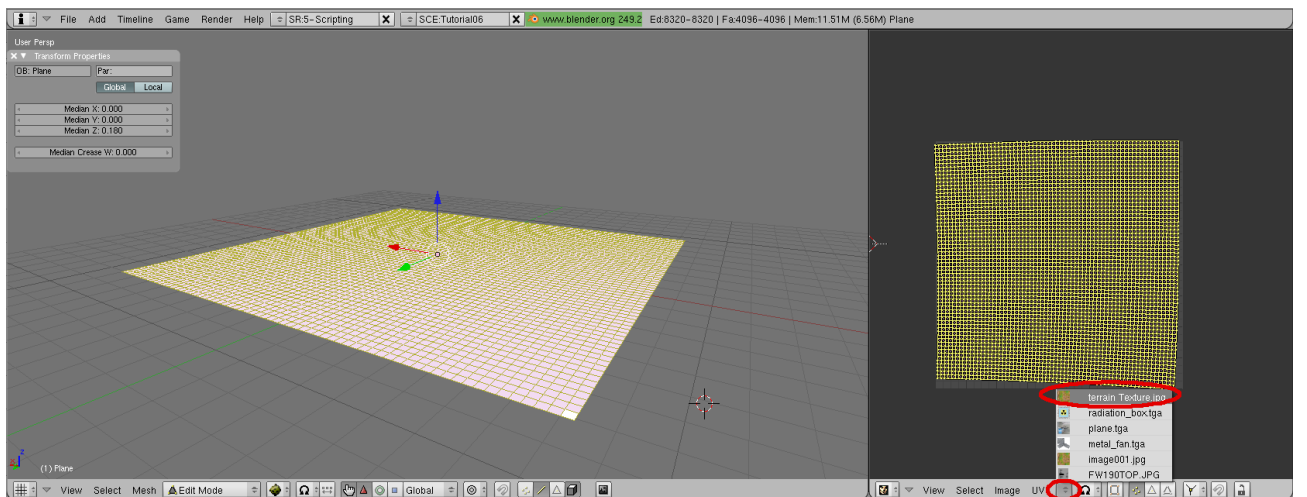 File Add Timeline Game Render Help SR:5-Scripting X SCE:Tutorial06 X www.blender.org 249.2 Ed:8320-8320 | Fa:4096-4096 | Mem:11.51M (6.56M) Plane
User Persp
Transform Properties
OB: Plane Par:
Global Local
Median X: 0.000
Median Y: 0.000
Median Z: 0.180
Median Crease W: 0.000
terrain Texture.jpg
radiation_box.tga
plane.tga
metal_fan.tga
image001.jpg
FW190TOP.JPG
z
x
(1) Plane
View Select Mesh Edit Mode Global View Select Image UV